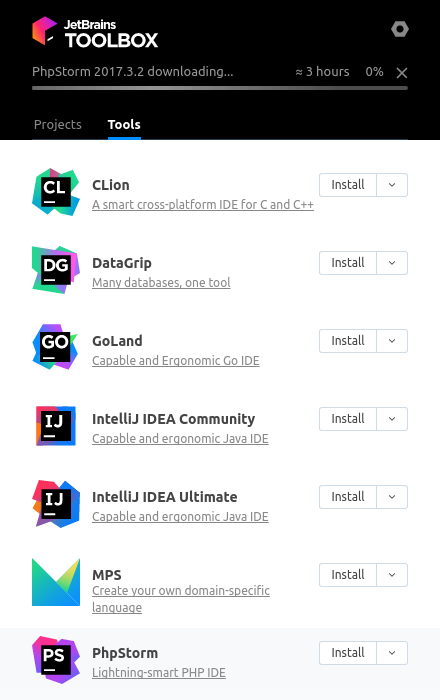 JetBrains
TOOLBOX
PhpStorm 2017.3.2 downloading... ≈ 3 hours 0%
Projects Tools
CL
CLion
A smart cross-platform IDE for C and C++
Install
DG
DataGrip
Many databases, one tool
Install
GO
GoLand
Capable and Ergonomic Go IDE
Install
IJ
IntelliJ IDEA Community
Capable and ergonomic Java IDE
Install
IJ
IntelliJ IDEA Ultimate
Capable and ergonomic Java IDE
Install
MPS
Create your own domain-specific
language
Install
PS
PhpStorm
Lightning-smart PHP IDE
Install